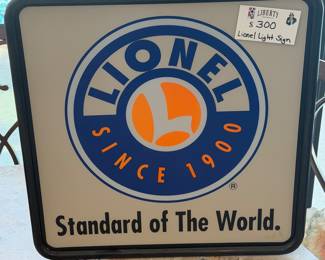 LIBERTY
$ 300
Lionel Light Sign
LIONEL
L
SINCE 1900
®
Standard of The World.